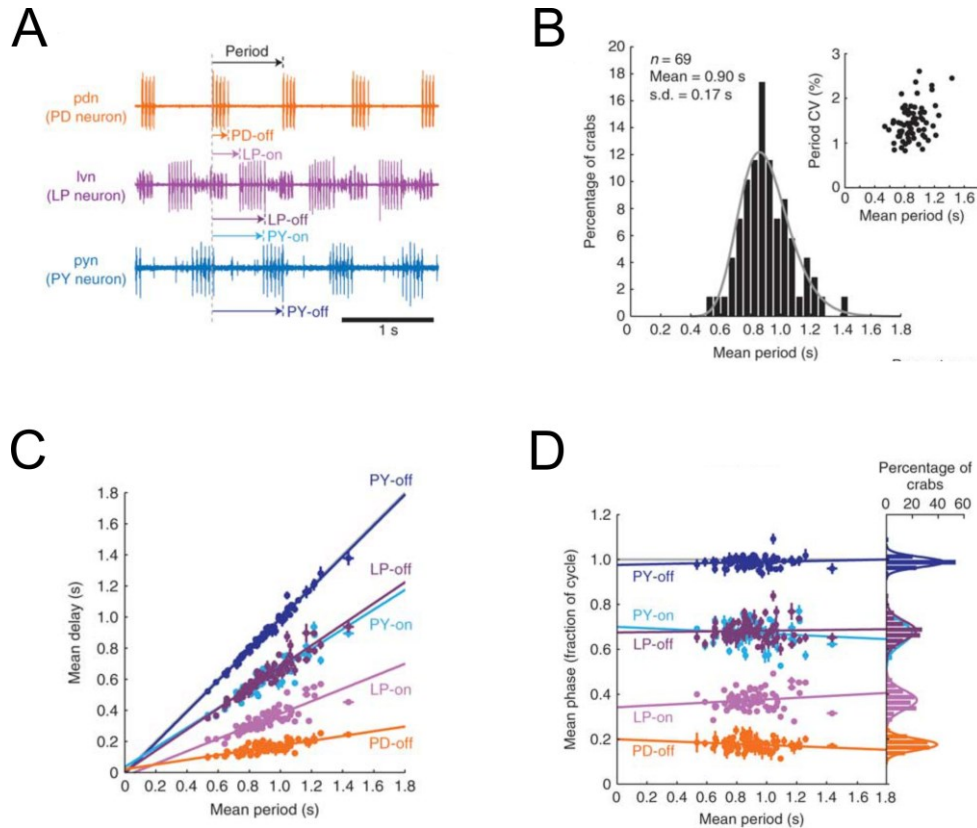 A
Period
pdn
(PD neuron)
PD-off
LP-on
lvn
(LP neuron)
LP-off
PY-on
pyn
(PY neuron)
PY-off
1 s
B
n = 69
Mean = 0.90 s
s.d. = 0.17 s
Percentage of crabs
20
18
16
14
12
10
8
6
4
2
0
0 0.2 0.4 0.6 0.8 1.0 1.2 1.4 1.6 1.8
Mean period (s)
Period CV (%)
3
2
1
0
0 0.4 0.8 1.2 1.6
Mean period (s)
C
Mean delay (s)
1.8
1.6
1.4
1.2
1.0
0.8
0.6
0.4
0.2
0
0 0.2 0.4 0.6 0.8 1.0 1.2 1.4 1.6 1.8
Mean period (s)
PY-off
LP-off
PY-on
LP-on
PD-off
D
Percentage of
crabs
0 20 40 60
Mean phase (fraction of cycle)
1.2
1.0
0.8
0.6
0.4
0.2
0
PY-off
PY-on
LP-off
LP-on
PD-off
0 0.2 0.4 0.6 0.8 1.0 1.2 1.4 1.6 1.8
Mean period (s)